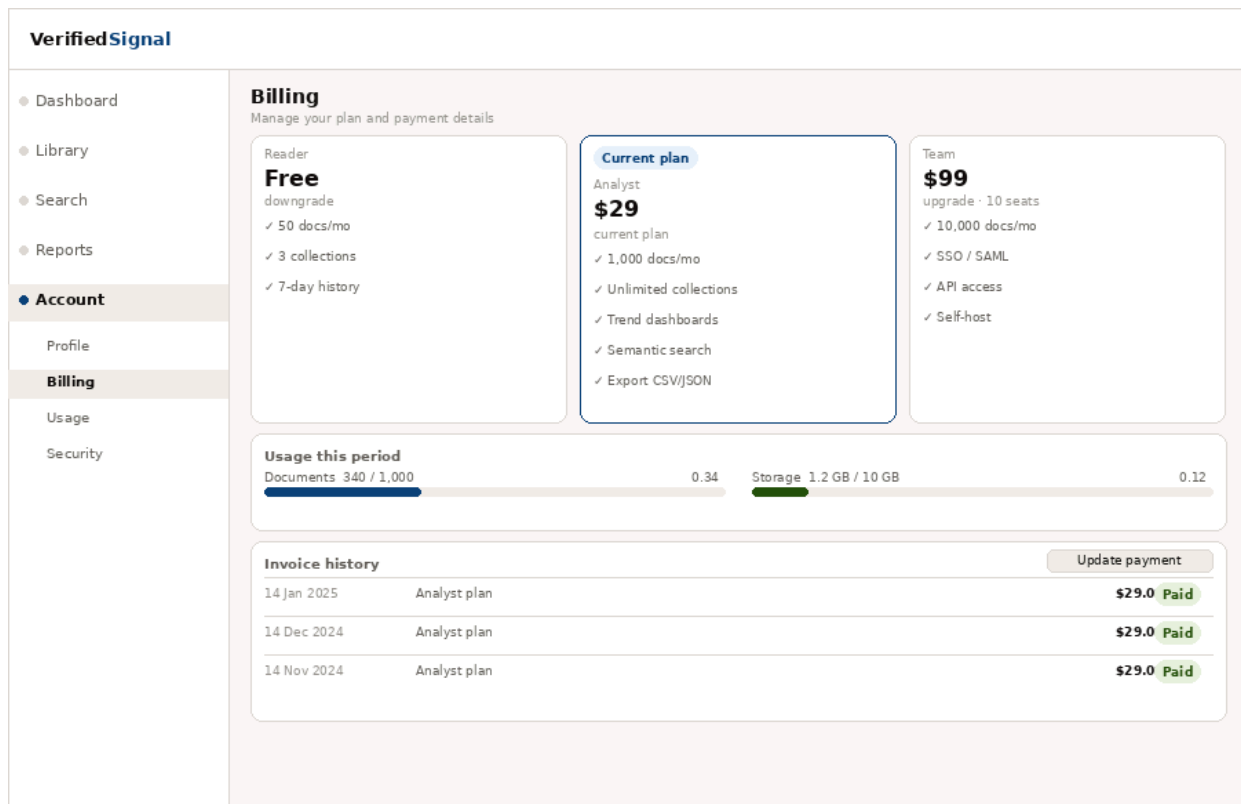 VerifiedSignal
Dashboard
Library
Search
Reports
Account
Profile
Billing
Usage
Security
Billing
Manage your plan and payment details
Reader
Free
downgrade
✓ 50 docs/mo
✓ 3 collections
✓ 7-day history
Current plan
Analyst
$29
current plan
✓ 1,000 docs/mo
✓ Unlimited collections
✓ Trend dashboards
✓ Semantic search
✓ Export CSV/JSON
Team
$99
upgrade · 10 seats
✓ 10,000 docs/mo
✓ SSO / SAML
✓ API access
✓ Self-host
Usage this period
Documents 340 / 1,000 0.34
Storage 1.2 GB / 10 GB 0.12
Invoice history Update payment
14 Jan 2025 Analyst plan $29.0 Paid
14 Dec 2024 Analyst plan $29.0 Paid
14 Nov 2024 Analyst plan $29.0 Paid